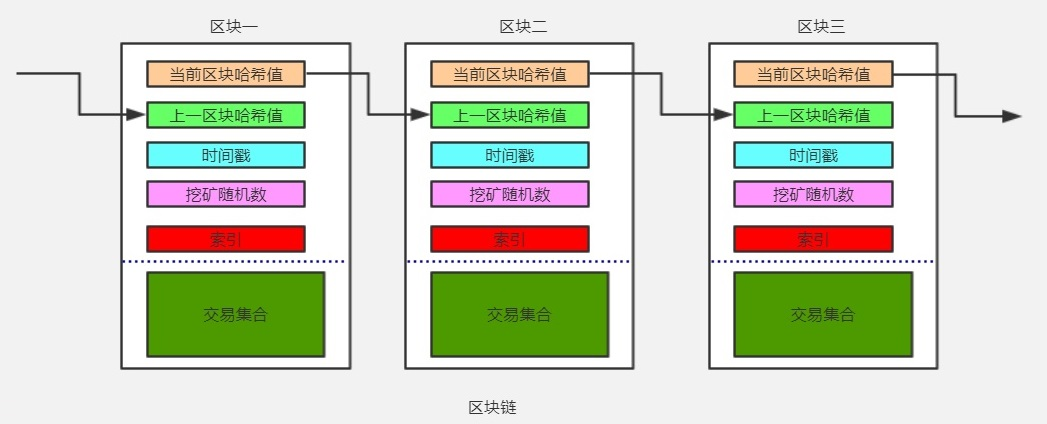 区块一
区块二
区块三
当前区块哈希值
当前区块哈希值
当前区块哈希值
上一区块哈希值
上一区块哈希值
上一区块哈希值
时间戳
时间戳
时间戳
挖矿随机数
挖矿随机数
挖矿随机数
索引
索引
索引
交易集合
交易集合
交易集合
区块链